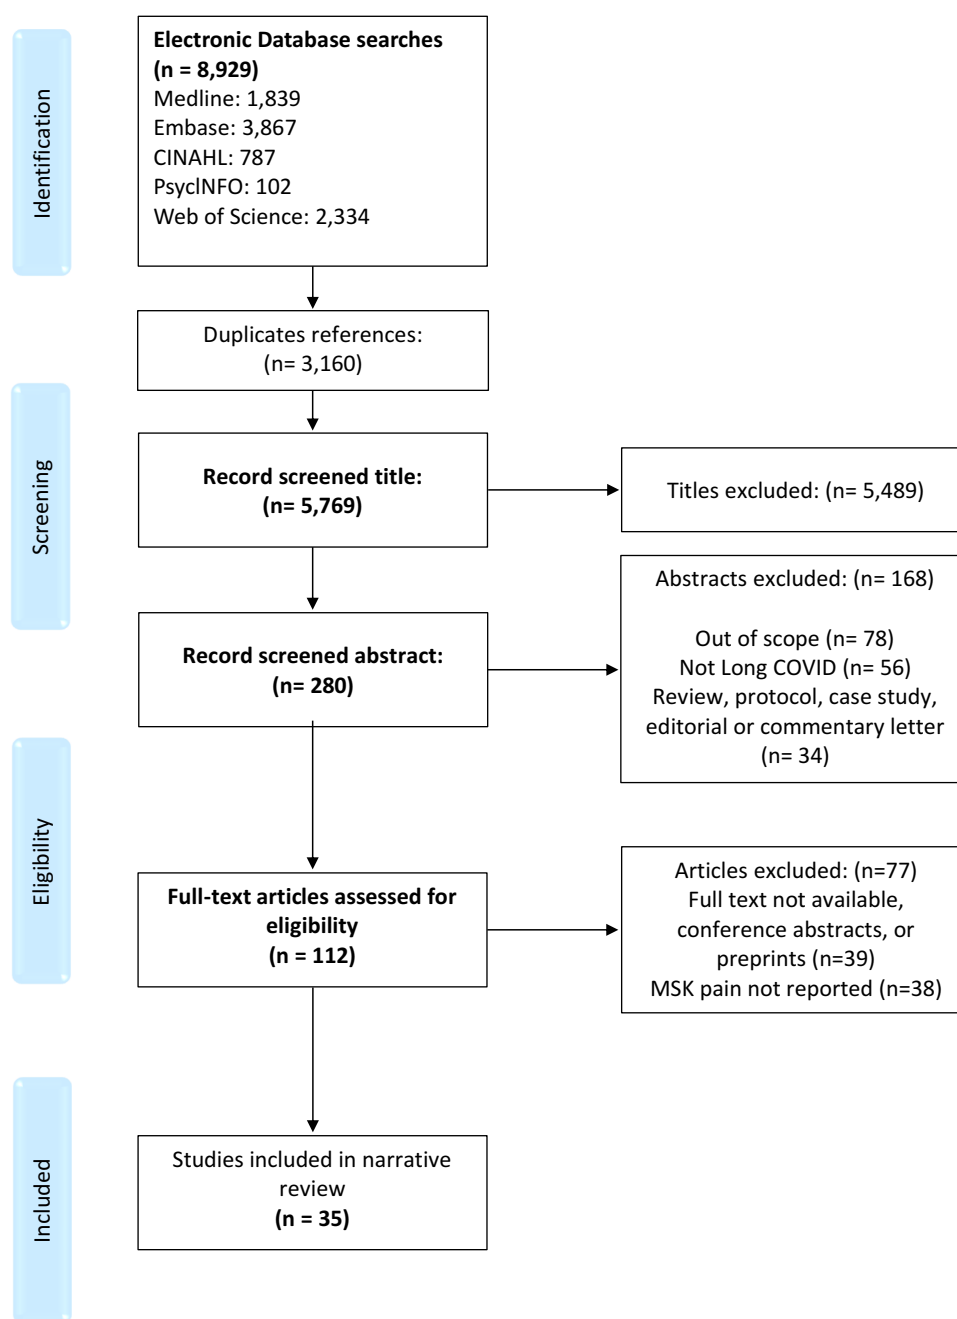 Identification
Electronic Database searches
(n = 8,929)
Medline: 1,839
Embase: 3,867
CINAHL: 787
PsyclNFO: 102
Web of Science: 2,334
Duplicates references:
(n= 3,160)
Screening
Record screened title:
(n= 5,769)
Titles excluded: (n= 5,489)
Record screened abstract:
(n= 280)
Abstracts excluded: (n= 168)
Out of scope (n= 78)
Not Long COVID (n= 56)
Review, protocol, case study,
editorial or commentary letter
(n= 34)
Eligibility
Full-text articles assessed for
eligibility
(n = 112)
Articles excluded: (n=77)
Full text not available,
conference abstracts, or
preprints (n=39)
MSK pain not reported (n=38)
Included
Studies included in narrative
review
(n = 35)